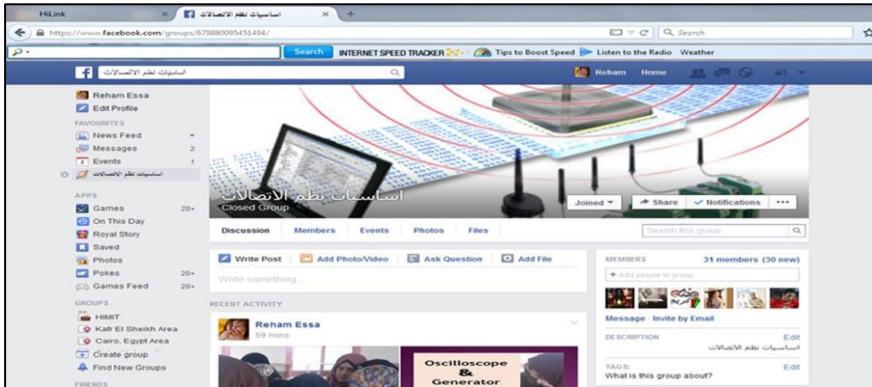 HiLink
اساسيات نظم الاتصالات
https://www.facebook.com/groups/679880095451494/
Search
Search INTERNET SPEED TRACKER Tips to Boost Speed Listen to the Radio Weather
اساسيات نظم الاتصالات
Reham Home
Reham Essa
Edit Profile
FAVOURITES
News Feed
Messages 2
Events 1
اساسيات نظم الاتصالات
APPS
Games 20+
On This Day
Royal Story
Saved
Photos
Pokes 20+
Games Feed 20+
GROUPS
HIMIT
Kafr El Sheikh Area
Cairo, Egypt Area
Create group
Find New Groups
FRIENDS
اساسيات نظم الاتصالات
Closed Group
Joined Share Notifications
Discussion Members Events Photos Files
Search this group
Write Post Add Photo/Video Ask Question Add File
Write something...
RECENT ACTIVITY
Reham Essa
59 mins
Oscilloscope
&
Generator
MEMBERS 31 members (30 new)
+ Add people to group
Message · Invite by Email
DESCRIPTION Edit
اساسيات نظم الاتصالات
TAGS: Edit
What is this group about?